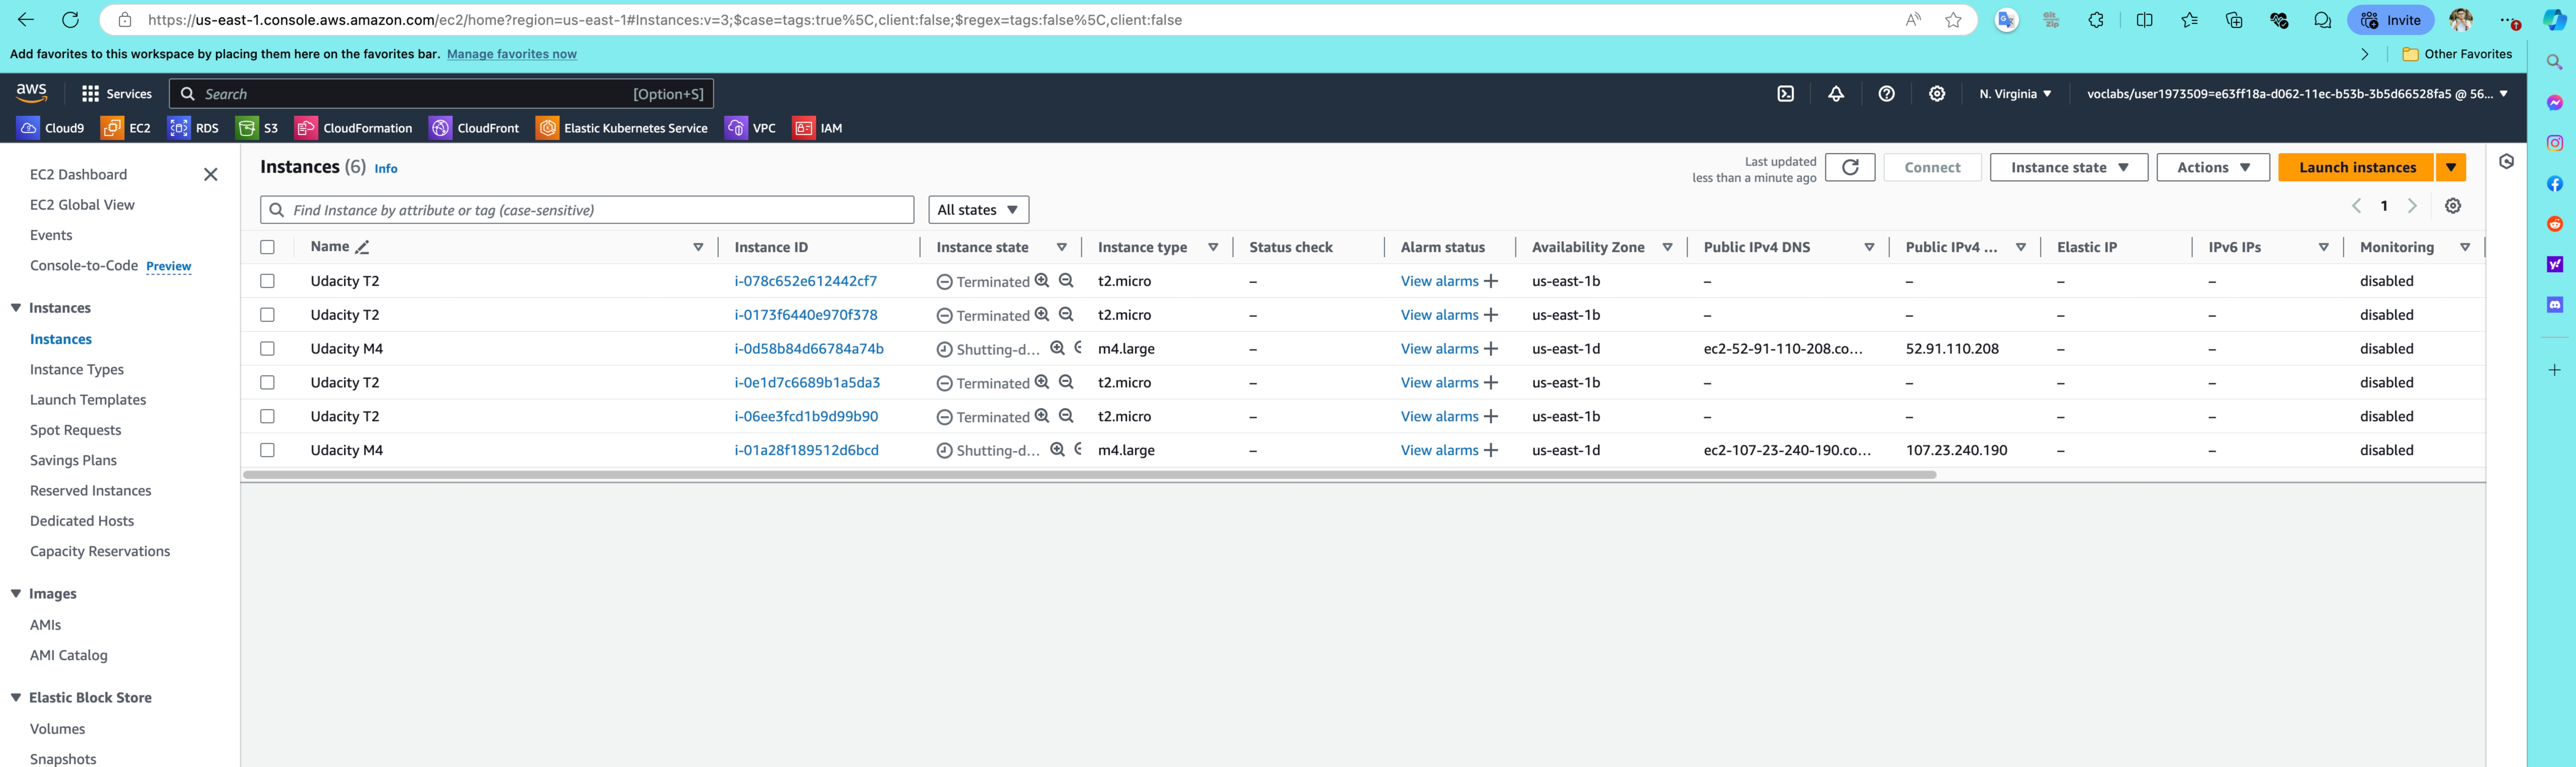 https://us-east-1.console.aws.amazon.com/ec2/home?region=us-east-1#Instances:v=3;$case=tags:true%5C,client:false;$regex=tags:false%5C,client:false
Invite
Add favorites to this workspace by placing them here on the favorites bar. Manage favorites now
Other Favorites
aws Services Search [Option+S] N. Virginia voclabs/user1973509=e63ff18a-d062-11ec-b53b-3b5d66528fa5 @ 56...
Cloud9 EC2 RDS S3 CloudFormation CloudFront Elastic Kubernetes Service VPC IAM
EC2 Dashboard
EC2 Global View
Events
Console-to-Code Preview
Instances
Instances
Instance Types
Launch Templates
Spot Requests
Savings Plans
Reserved Instances
Dedicated Hosts
Capacity Reservations
Images
AMIs
AMI Catalog
Elastic Block Store
Volumes
Snapshots
Instances (6) Info
Last updated
less than a minute ago
Connect Instance state Actions Launch instances
Find Instance by attribute or tag (case-sensitive) All states 1
Name Instance ID Instance state Instance type Status check Alarm status Availability Zone Public IPv4 DNS Public IPv4 ... Elastic IP IPv6 IPs Monitoring
Udacity T2 i-078c652e612442cf7 Terminated t2.micro – View alarms + us-east-1b – – – – disabled
Udacity T2 i-0173f6440e970f378 Terminated t2.micro – View alarms + us-east-1b – – – – disabled
Udacity M4 i-0d58b84d66784a74b Shutting-d... m4.large – View alarms + us-east-1d ec2-52-91-110-208.co... 52.91.110.208 – – disabled
Udacity T2 i-0e1d7c6689b1a5da3 Terminated t2.micro – View alarms + us-east-1b – – – – disabled
Udacity T2 i-06ee3fcd1b9d99b90 Terminated t2.micro – View alarms + us-east-1b – – – – disabled
Udacity M4 i-01a28f189512d6bcd Shutting-d... m4.large – View alarms + us-east-1d ec2-107-23-240-190.co... 107.23.240.190 – – disabled